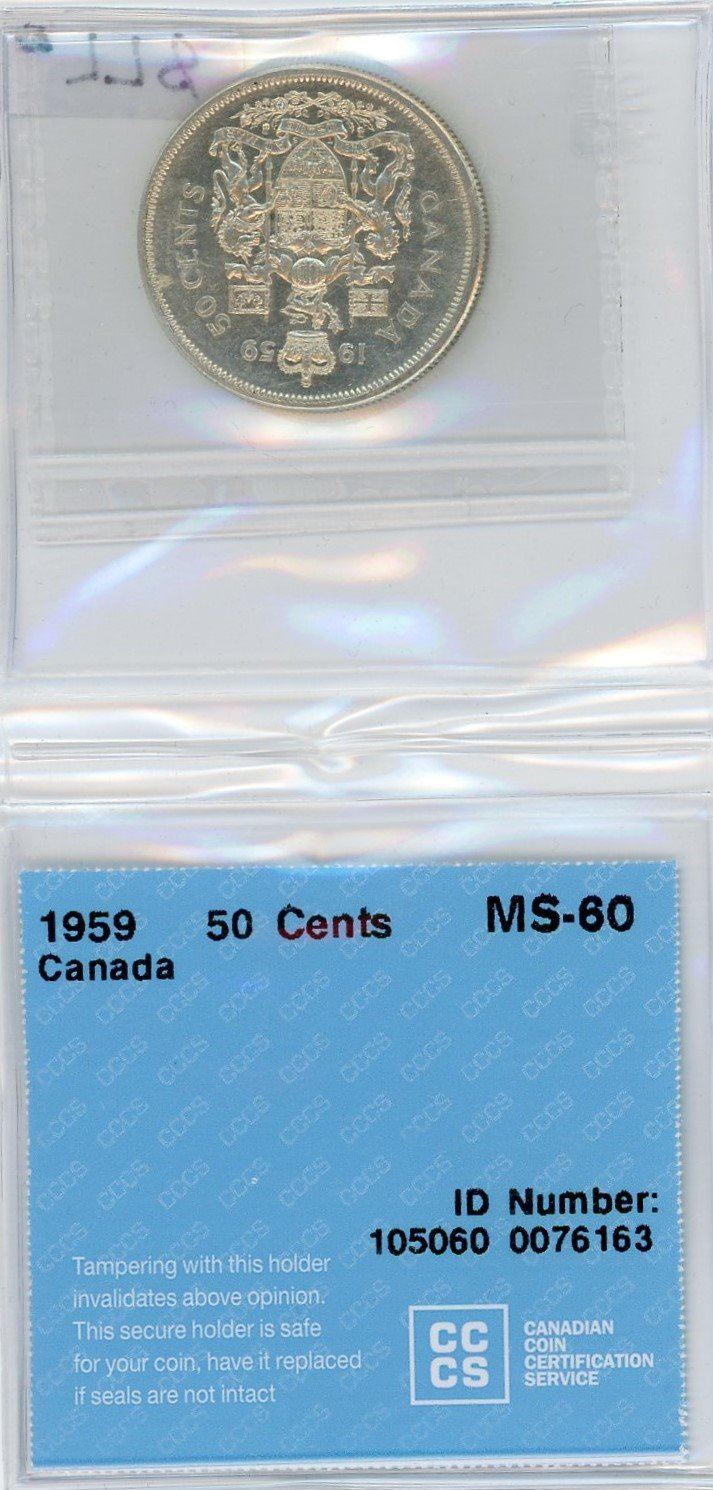 50 CENTS
CANADA
19 59
1959 50 Cents MS-60
Canada
ID Number:
105060 0076163
Tampering with this holder
invalidates above opinion.
This secure holder is safe
for your coin, have it replaced
if seals are not intact
CC
CS
CANADIAN
COIN
CERTIFICATION
SERVICE